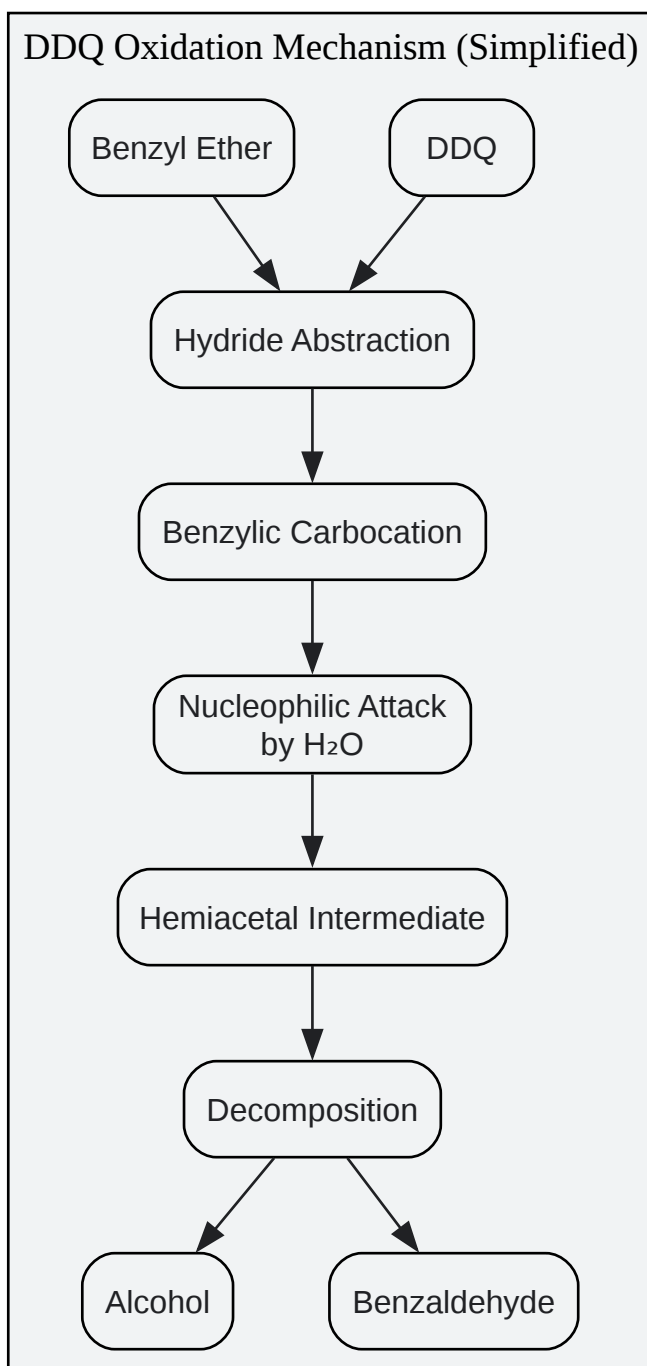 DDQ Oxidation Mechanism (Simplified)
Benzyl Ether
DDQ
Hydride Abstraction
Benzylic Carbocation
Nucleophilic Attack
by H₂O
Hemiacetal Intermediate
Decomposition
Alcohol
Benzaldehyde